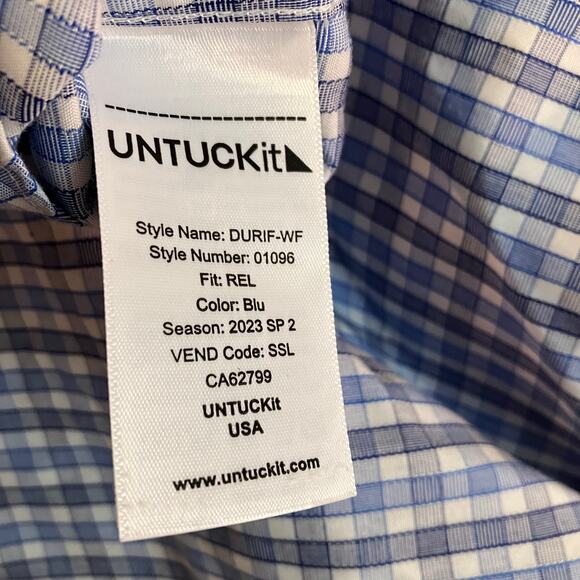 UNTUCKit
Style Name: DURIF-WF
Style Number: 01096
Fit: REL
Color: Blu
Season: 2023 SP 2
VEND Code: SSL
CA62799
UNTUCKit
USA
www.untuckit.com